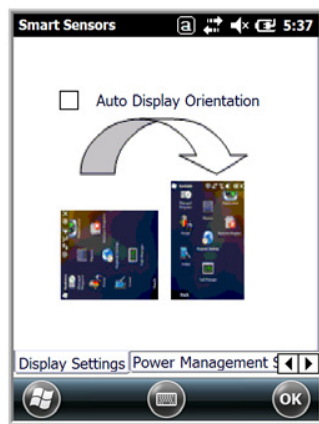 Smart Sensors a 5:37
Auto Display Orientation
Display Settings Power Management S
OK